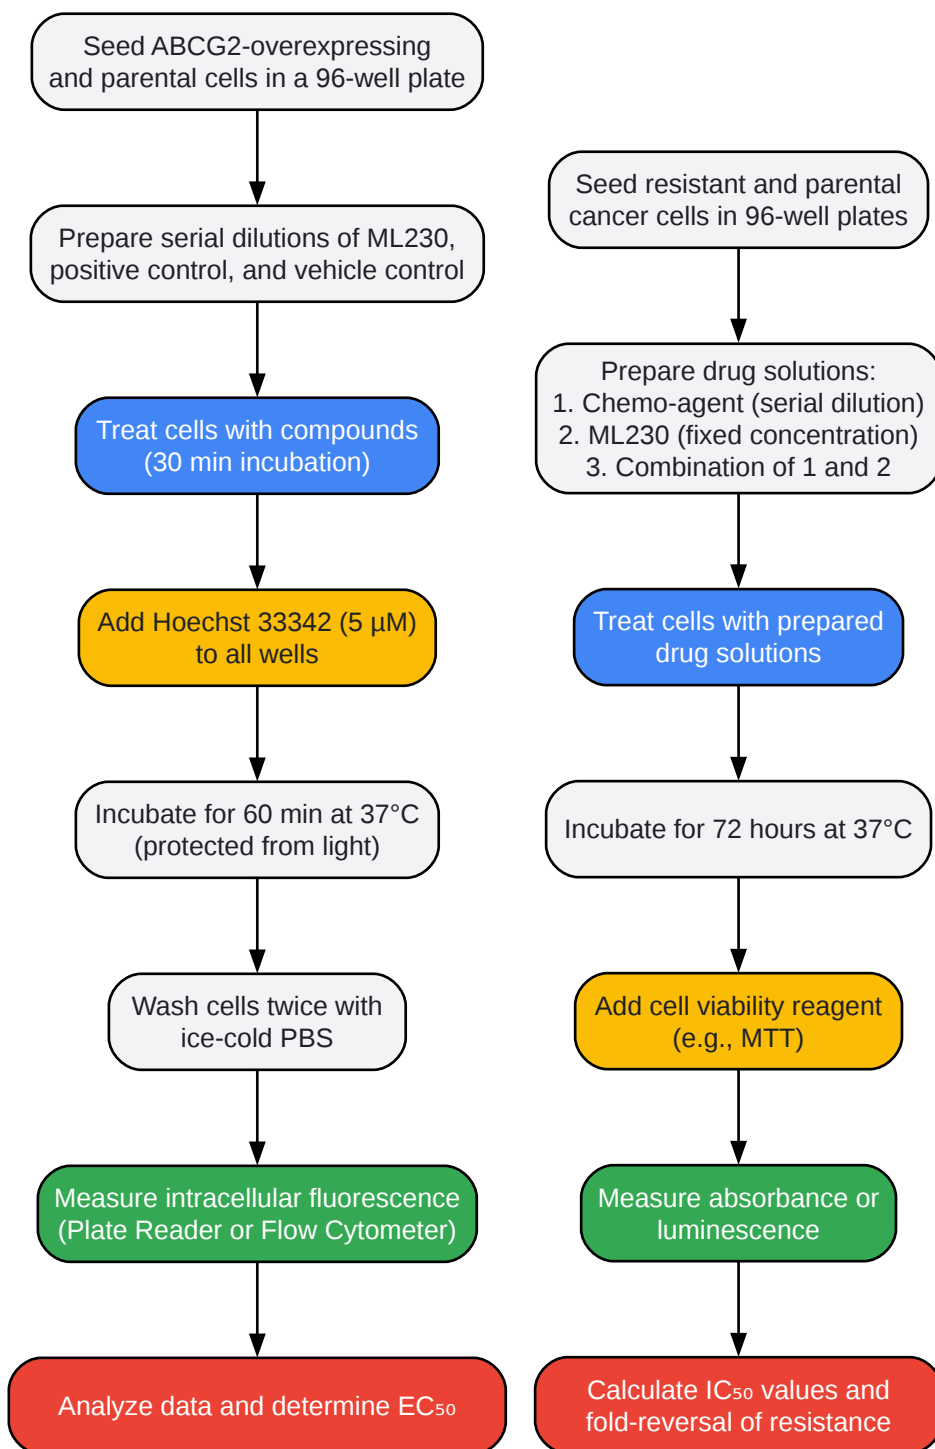 Seed ABCG2-overexpressing
and parental cells in a 96-well plate
Prepare serial dilutions of ML230,
positive control, and vehicle control
Treat cells with compounds
(30 min incubation)
Add Hoechst 33342 (5 µM)
to all wells
Incubate for 60 min at 37°C
(protected from light)
Wash cells twice with
ice-cold PBS
Measure intracellular fluorescence
(Plate Reader or Flow Cytometer)
Analyze data and determine EC₅₀
Seed resistant and parental
cancer cells in 96-well plates
Prepare drug solutions:
1. Chemo-agent (serial dilution)
2. ML230 (fixed concentration)
3. Combination of 1 and 2
Treat cells with prepared
drug solutions
Incubate for 72 hours at 37°C
Add cell viability reagent
(e.g., MTT)
Measure absorbance or
luminescence
Calculate IC₅₀ values and
fold-reversal of resistance